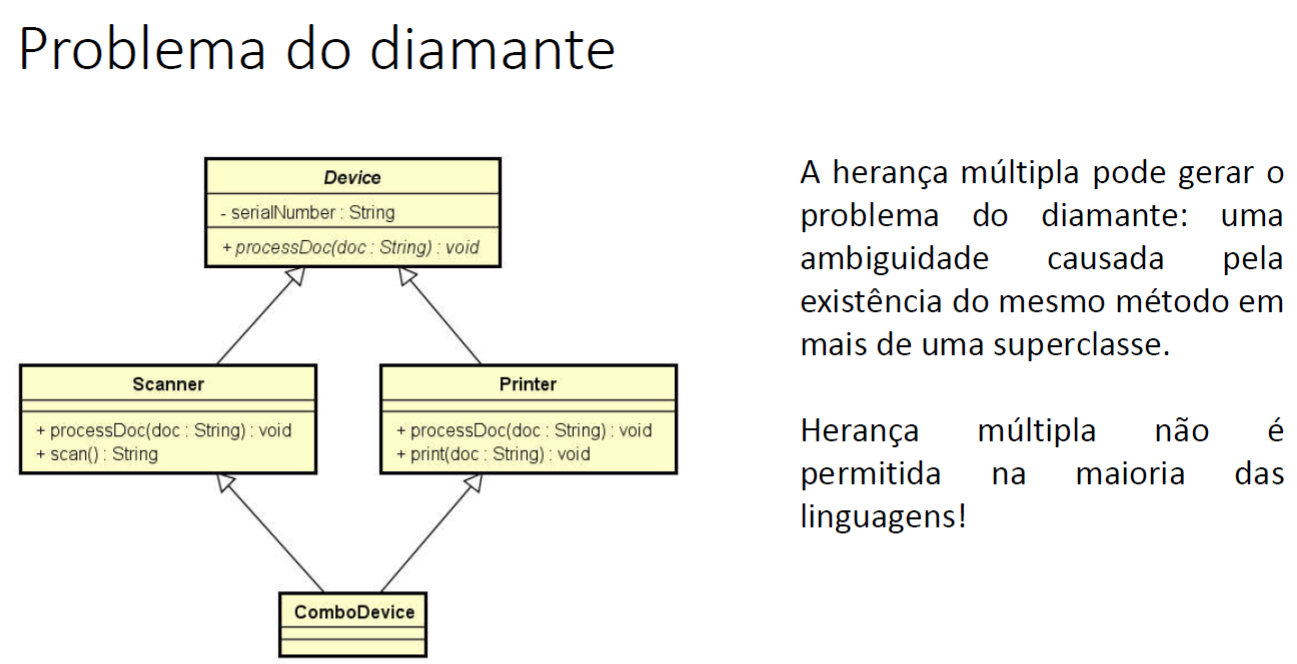 Problema do diamante
Device
- serialNumber : String
+ processDoc(doc : String) : void
Scanner
+ processDoc(doc : String) : void
+ scan() : String
Printer
+ processDoc(doc : String) : void
+ print(doc : String) : void
ComboDevice
A herança múltipla pode gerar o
problema do diamante: uma
ambiguidade causada pela
existência do mesmo método em
mais de uma superclasse.
Herança múltipla não é
permitida na maioria das
linguagens!